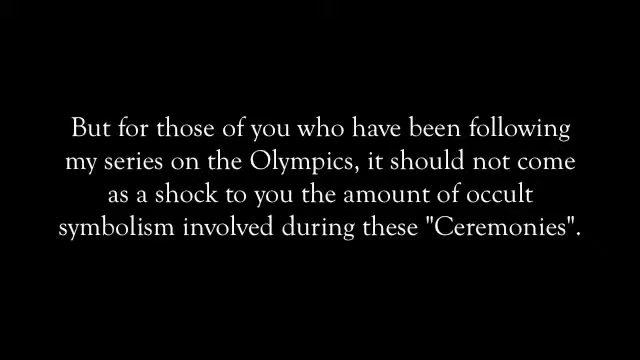 But for those of you who have been following
my series on the Olympics, it should not come
as a shock to you the amount of occult
symbolism involved during these "Ceremonies".